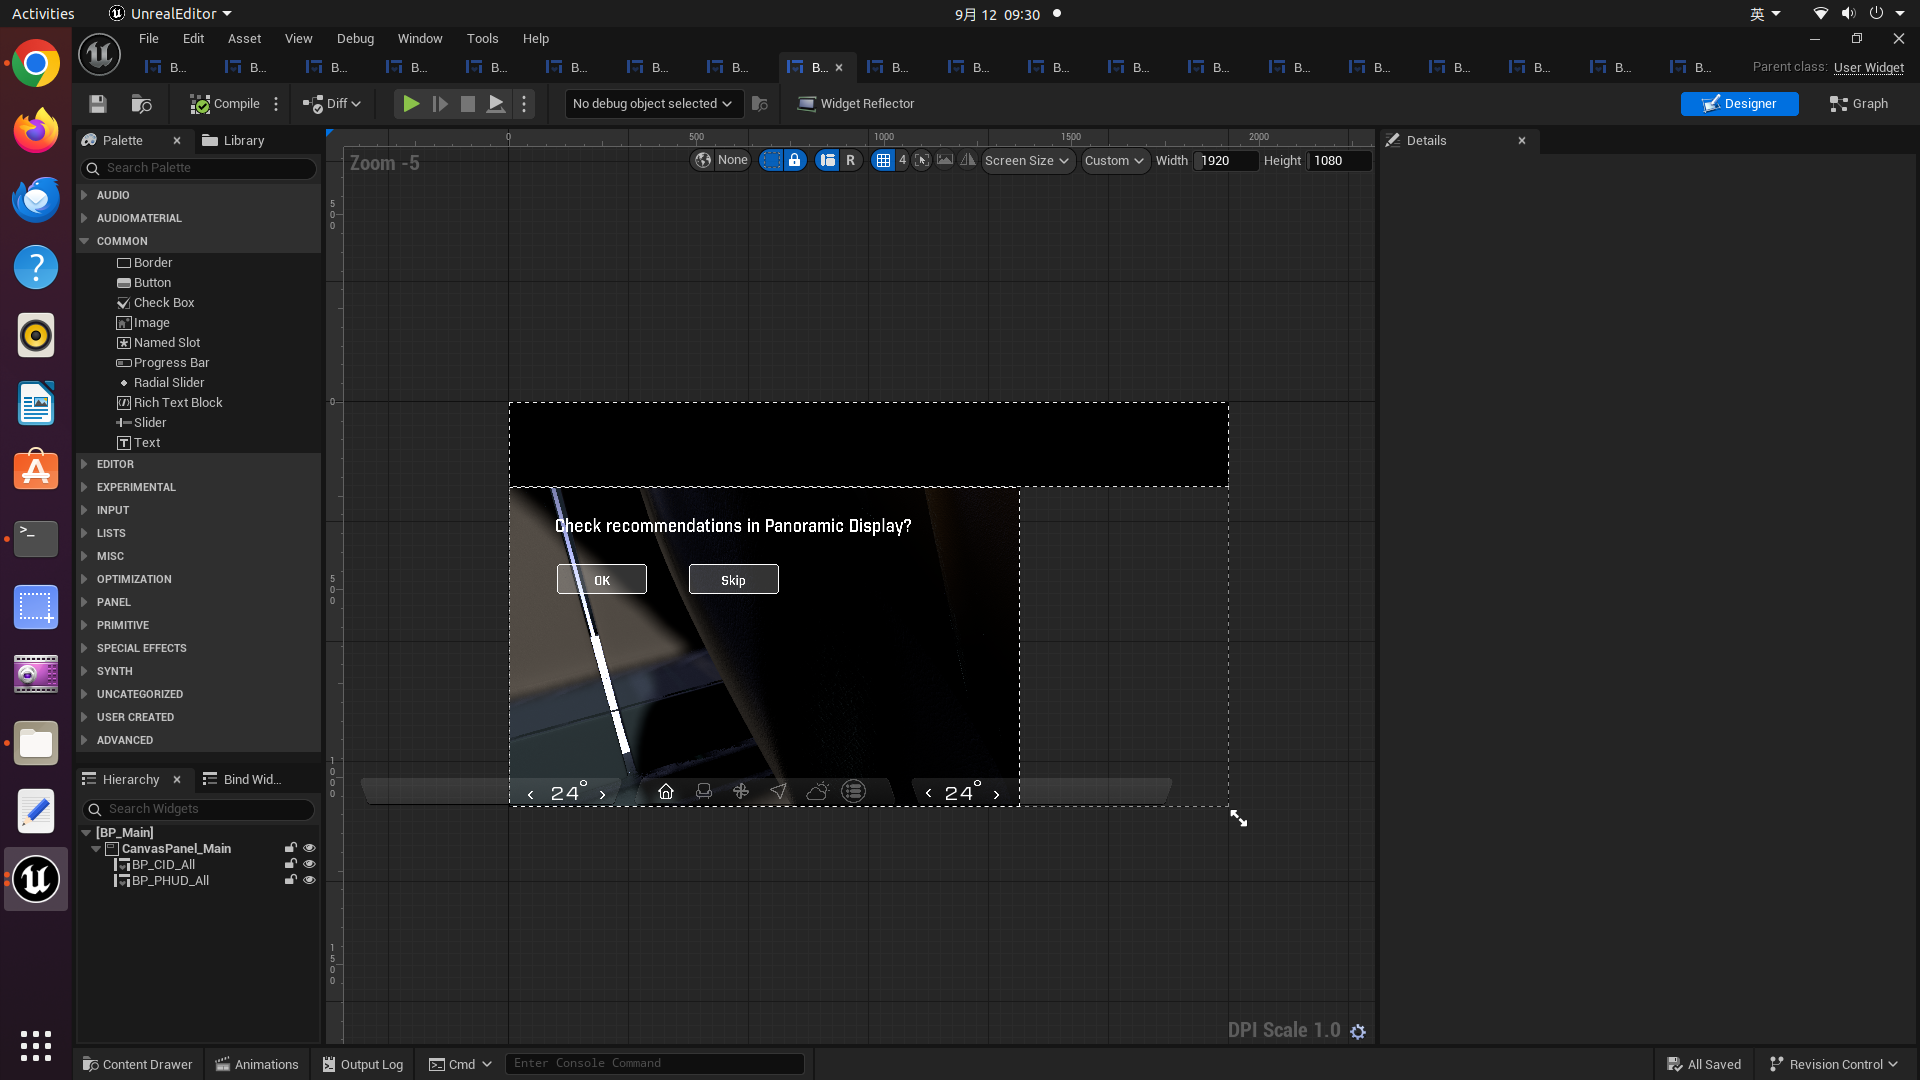 Activities
UnrealEditor
9月 12 09:30
英
File Edit Asset View Debug Window Tools Help
B... B... B... B... B... B... B... B... B... B... B... B... B... B... B... B... B... B... B... B...
Parent class: User Widget
Compile
Diff
No debug object selected
Widget Reflector
Designer
Graph
Palette
Library
Search Palette
AUDIO
AUDIOMATERIAL
COMMON
Border
Button
Check Box
Image
Named Slot
Progress Bar
Radial Slider
Rich Text Block
Slider
Text
EDITOR
EXPERIMENTAL
INPUT
LISTS
MISC
OPTIMIZATION
PANEL
PRIMITIVE
SPECIAL EFFECTS
SYNTH
UNCATEGORIZED
USER CREATED
ADVANCED
Hierarchy
Bind Wid...
Search Widgets
[BP_Main]
CanvasPanel_Main
BP_CID_All
BP_PHUD_All
0 500 1000 1500 2000
Zoom -5
None
R
4
Screen Size
Custom
Width 1920
Height 1080
500
0
500
1000
1500
Check recommendations in Panoramic Display?
OK
Skip
< 24° >
< 24° >
DPI Scale 1.0
Details
Content Drawer
Animations
Output Log
Cmd
Enter Console Command
All Saved
Revision Control